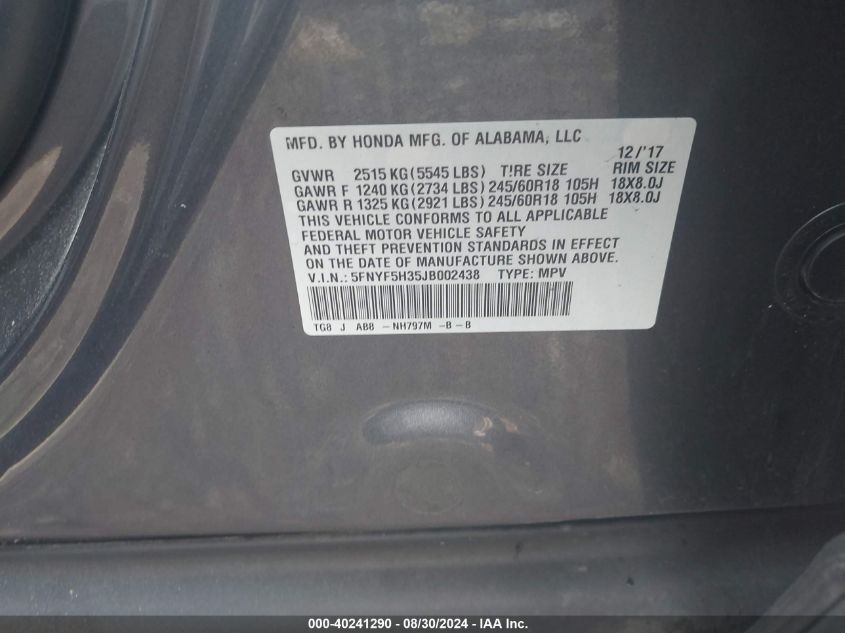 MFD. BY HONDA MFG. OF ALABAMA, LLC
12/'17
GVWR 2515 KG (5545 LBS) TIRE SIZE RIM SIZE
GAWR F 1240 KG (2734 LBS) 245/60R18 105H 18X8.0J
GAWR R 1325 KG (2921 LBS) 245/60R18 105H 18X8.0J
THIS VEHICLE CONFORMS TO ALL APPLICABLE
FEDERAL MOTOR VEHICLE SAFETY
AND THEFT PREVENTION STANDARDS IN EFFECT
ON THE DATE OF MANUFACTURE SHOWN ABOVE.
V.I.N.: 5FNYF5H35JB002438 TYPE: MPV
TG8 J AB8 - NH797M - B - B
000-40241290 - 08/30/2024 - IAA Inc.